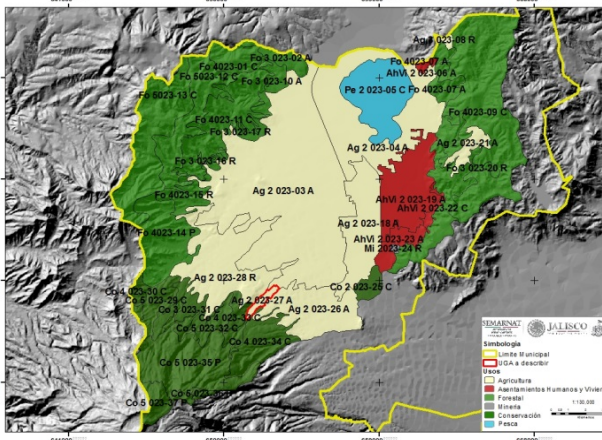 Ag 2 023-08 R
Fo 3 023-02 A
Fo 4023-07 A
Fo 4023-01 C
AhVi 2 023-06 A
Fo 5023-12 C
Fo 3 023-10 A
Pe 2 023-05 C
Fo 4023-07 A
Fo 5023-13 C
Fo 4023-09 C
Fo 4023-11 C
Fo 3 023-17 R
Ag 2 023-21 A
Ag 2 023-04 A
Fo 3 023-16 R
Fo 3 023-20 R
Ag 2 023-03 A
Fo 4023-15 R
AhVi 2 023-19 A
AhVi 2 023-22 C
Ag 2 023-18 A
Fo 4023-14 P
AhVi 2 023-23 A
Mi 2023-24 R
Ag 2 023-28 R
Co 2 023-25 C
Co 4 023-30 C
Co 5 023-29 C
Ag 2 023-27 A
Co 3 023-31 C
Ag 2 023-26 A
Co 4 023-33 C
Co 5 023-32 C
Co 4 023-34 C
Co 5 023-35 P
Co 5 023-37 P
SEMARNAT
JALISCO
Simbología
Límite Municipal
UGA a describir
Usos
Agricultura
Asentamientos Humanos y Vivien
Forestal
Minería
Conservación
Pesca